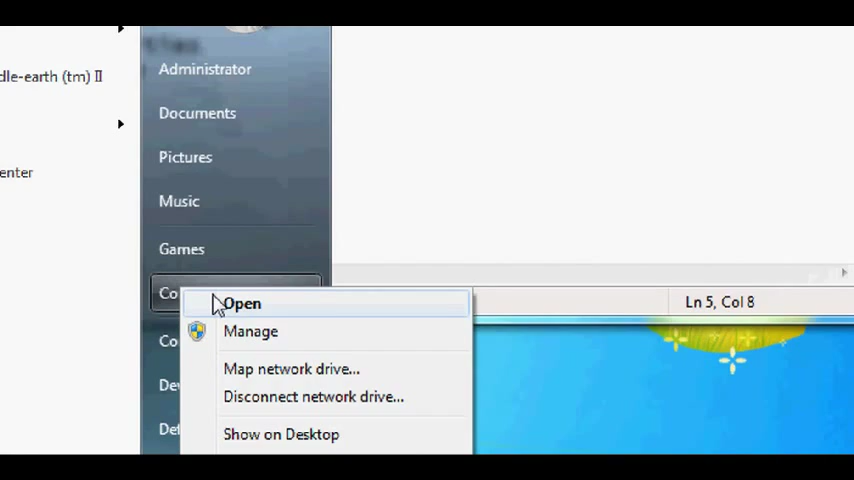 dle-earth (tm) II
enter
Administrator
Documents
Pictures
Music
Games
Co
Co
Dev
Def
Open
Manage
Map network drive...
Disconnect network drive...
Show on Desktop
Ln 5, Col 8